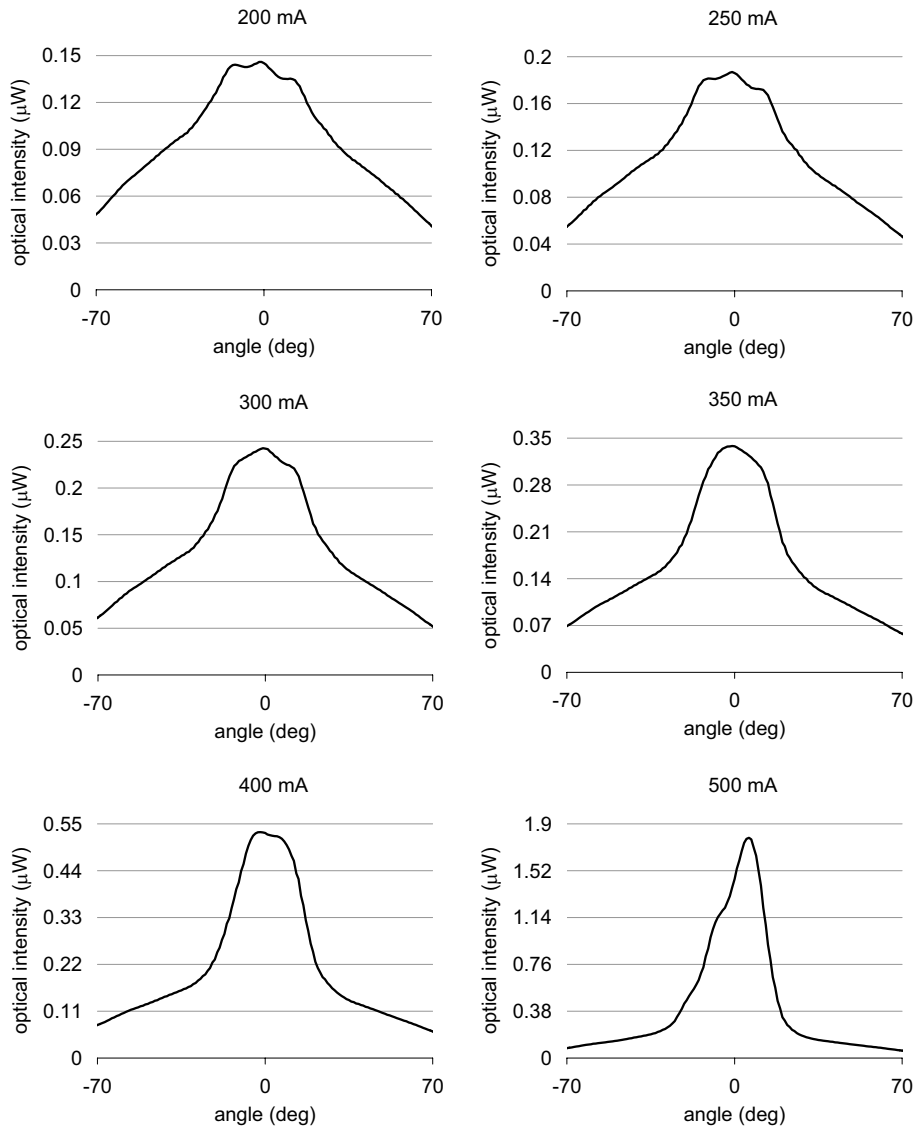 200 mA
0.15
0.12
0.09
0.06
0.03
0
optical intensity (μW)
-70 0 70
angle (deg)
250 mA
0.2
0.16
0.12
0.08
0.04
0
optical intensity (μW)
-70 0 70
angle (deg)
300 mA
0.25
0.2
0.15
0.1
0.05
0
optical intensity (μW)
-70 0 70
angle (deg)
350 mA
0.35
0.28
0.21
0.14
0.07
0
optical intensity (μW)
-70 0 70
angle (deg)
400 mA
0.55
0.44
0.33
0.22
0.11
0
optical intensity (μW)
-70 0 70
angle (deg)
500 mA
1.9
1.52
1.14
0.76
0.38
0
optical intensity (μW)
-70 0 70
angle (deg)